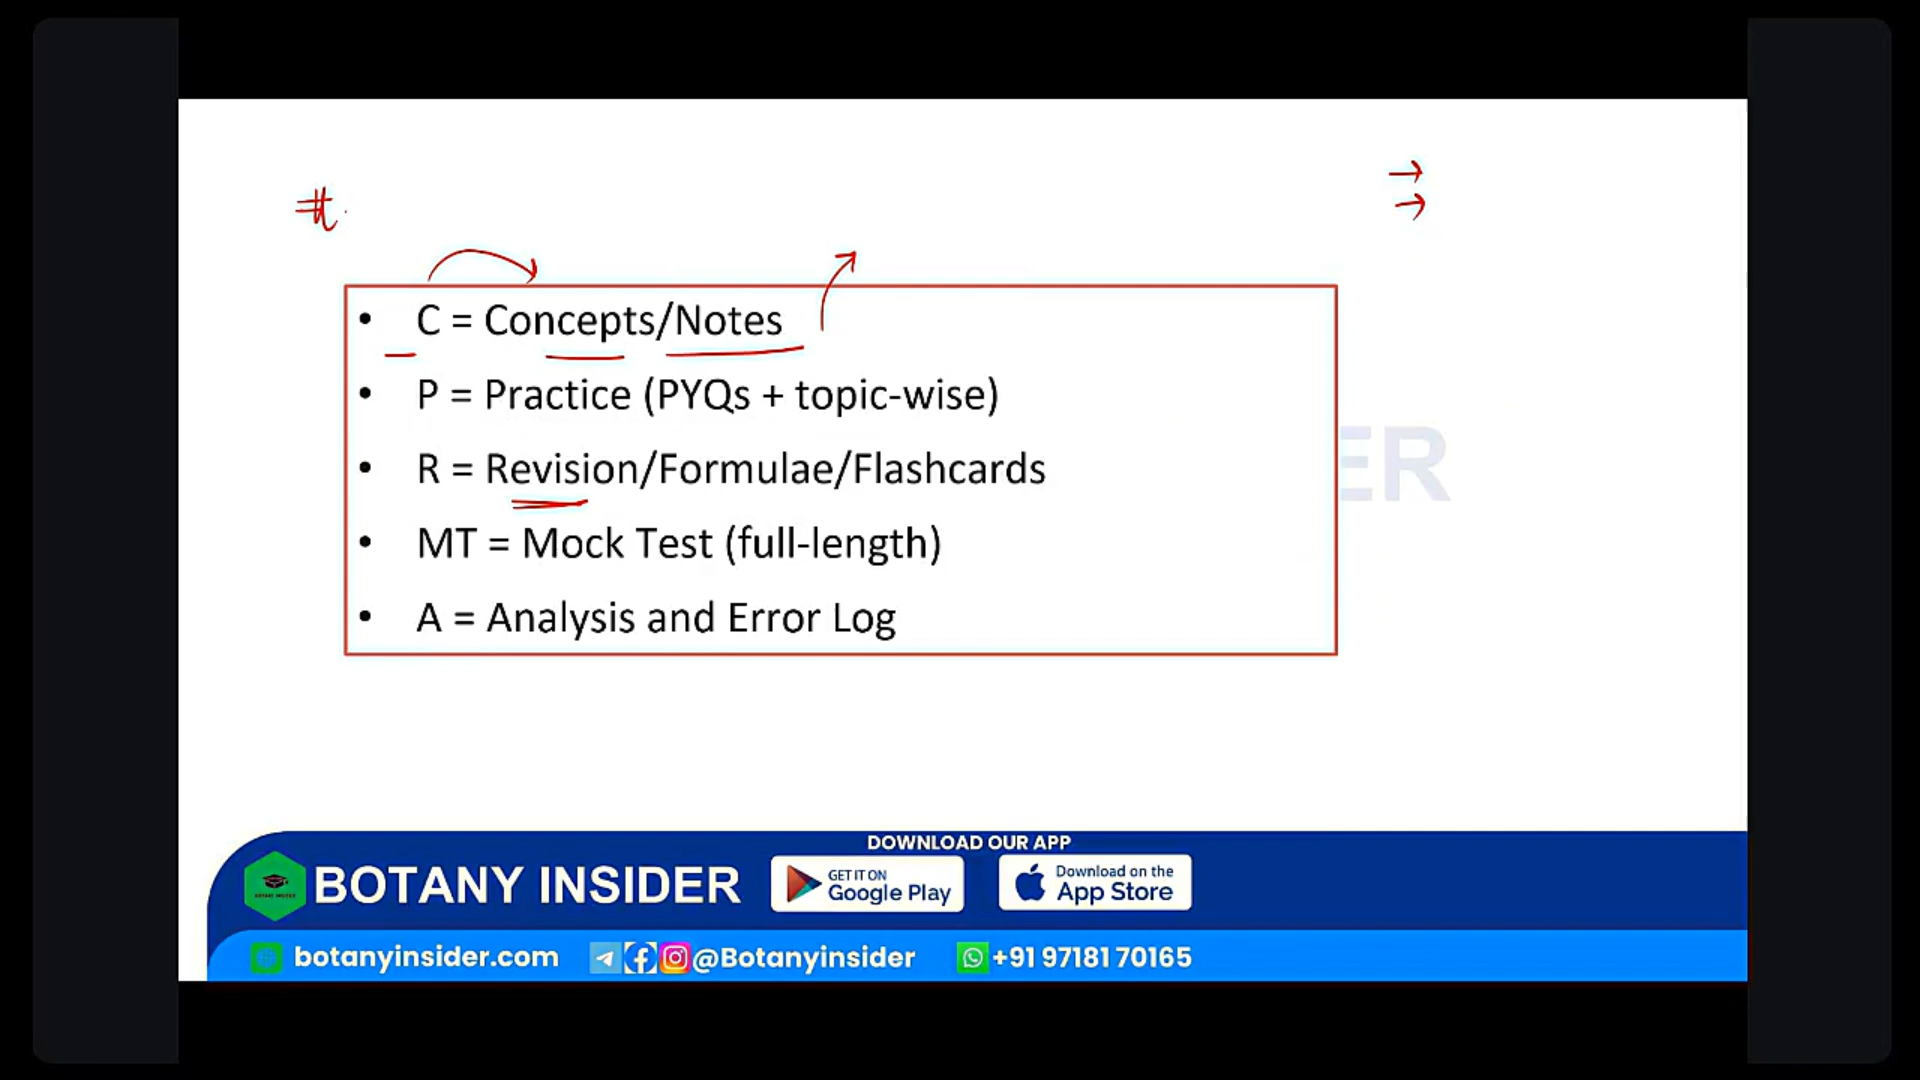 #
→
→
• C = Concepts/Notes
• P = Practice (PYQs + topic-wise)
ER
• R = Revision/Formulae/Flashcards
• MT = Mock Test (full-length)
• A = Analysis and Error Log
DOWNLOAD OUR APP
BOTANY INSIDER
GET IT ON
Google Play
Download on the
App Store
botanyinsider.com
@Botanyinsider
+91 97181 70165